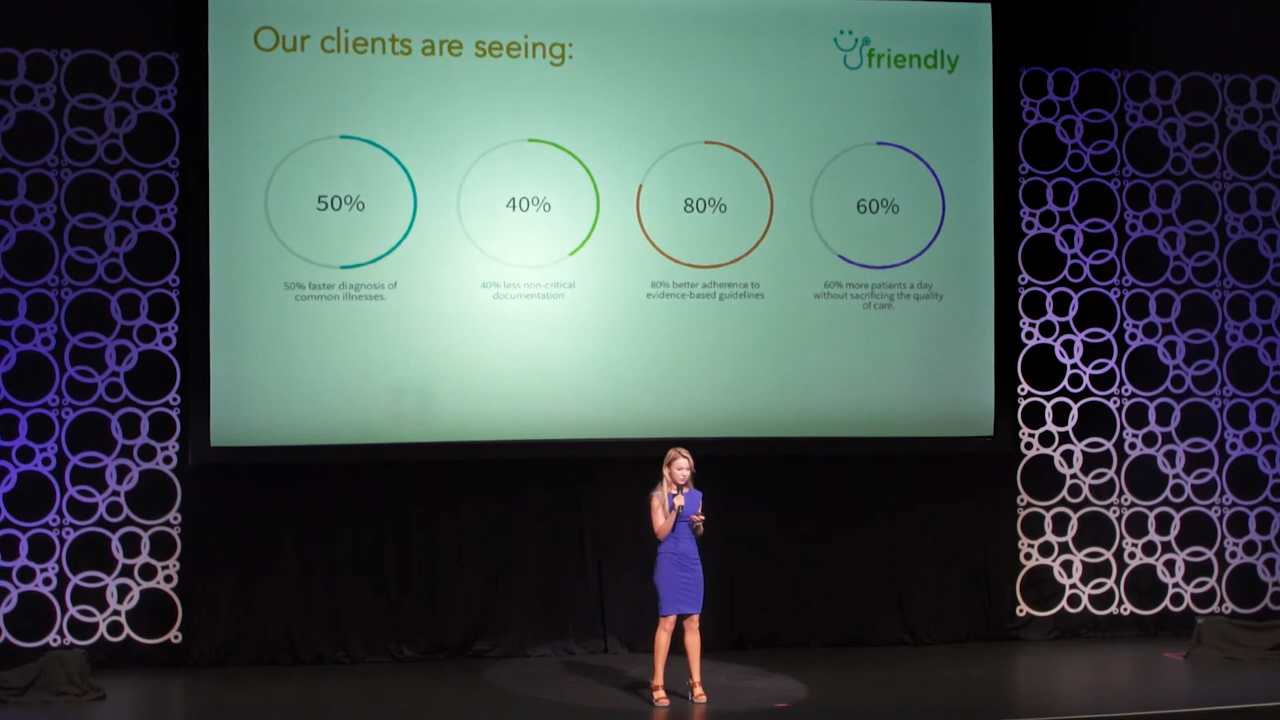 Our clients are seeing:
friendly
50%
40%
80%
60%
50% faster diagnosis of
common illnesses.
40% less non-critical
documentation
80% better adherence to
evidence-based guidelines
60% more patients a day
without sacrificing the quality
of care.